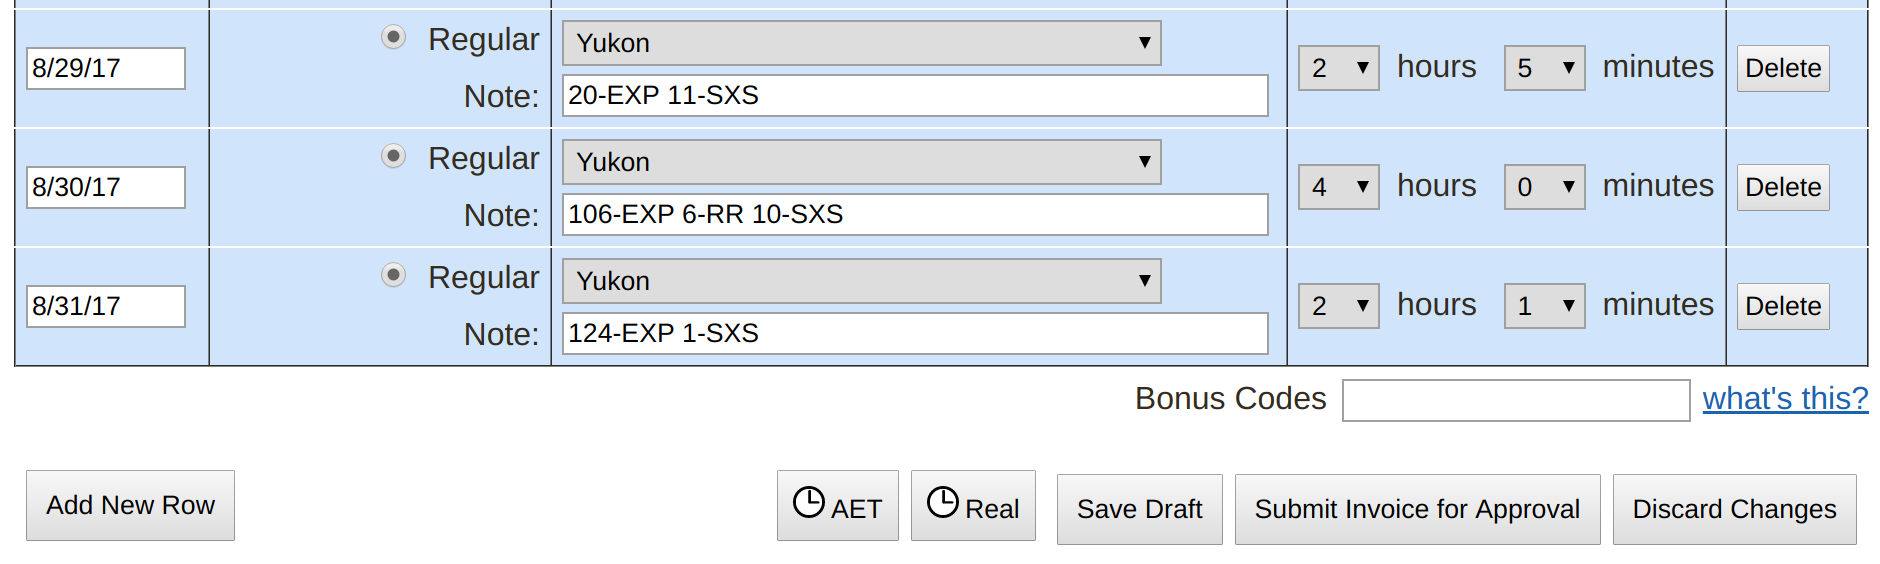 Regular Yukon
8/29/17 2 hours 5 minutes Delete
Note: 20-EXP 11-SXS
Regular Yukon
8/30/17 4 hours 0 minutes Delete
Note: 106-EXP 6-RR 10-SXS
Regular Yukon
8/31/17 2 hours 1 minutes Delete
Note: 124-EXP 1-SXS
Bonus Codes what's this?
Add New Row AET Real Save Draft Submit Invoice for Approval Discard Changes